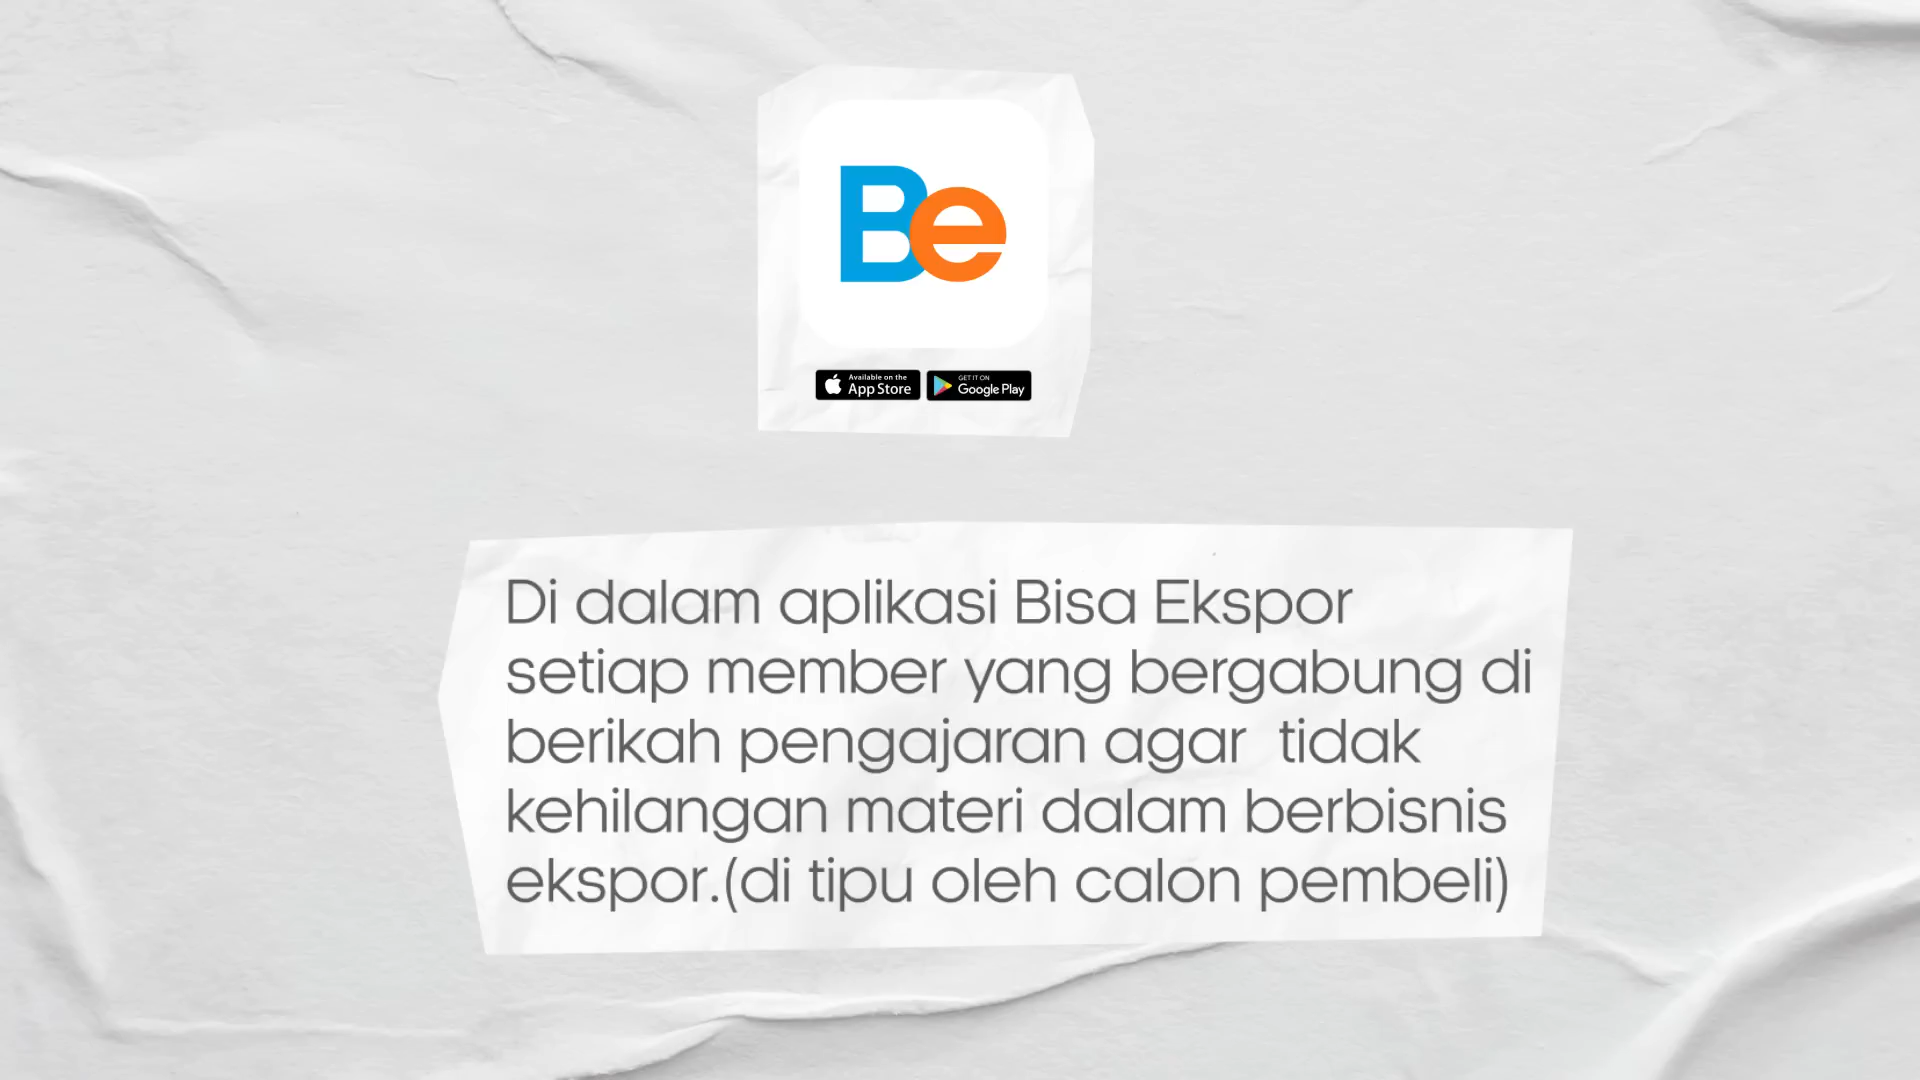 Be
Available on the
App Store
GET IT ON
Google Play
Di dalam aplikasi Bisa Ekspor
setiap member yang bergabung di
berikah pengajaran agar  tidak
kehilangan materi dalam berbisnis
ekspor.(di tipu oleh calon pembeli)